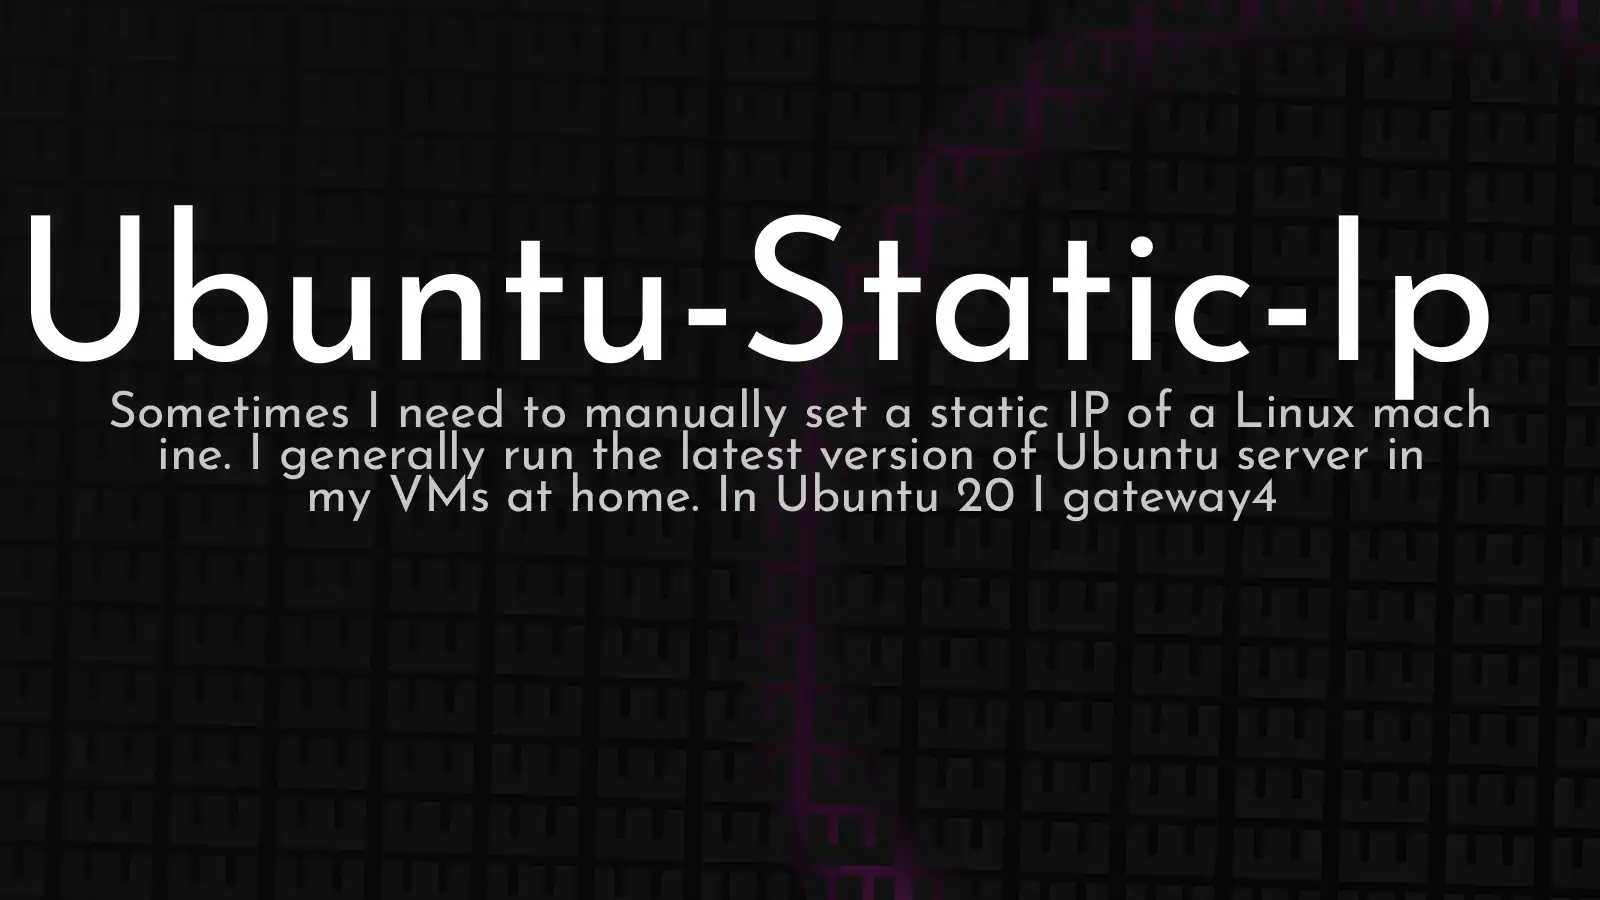 Ubuntu-Static-Ip
Sometimes I need to manually set a static IP of a Linux mach
ine. I generally run the latest version of Ubuntu server in
my VMs at home. In Ubuntu 20 I gateway4